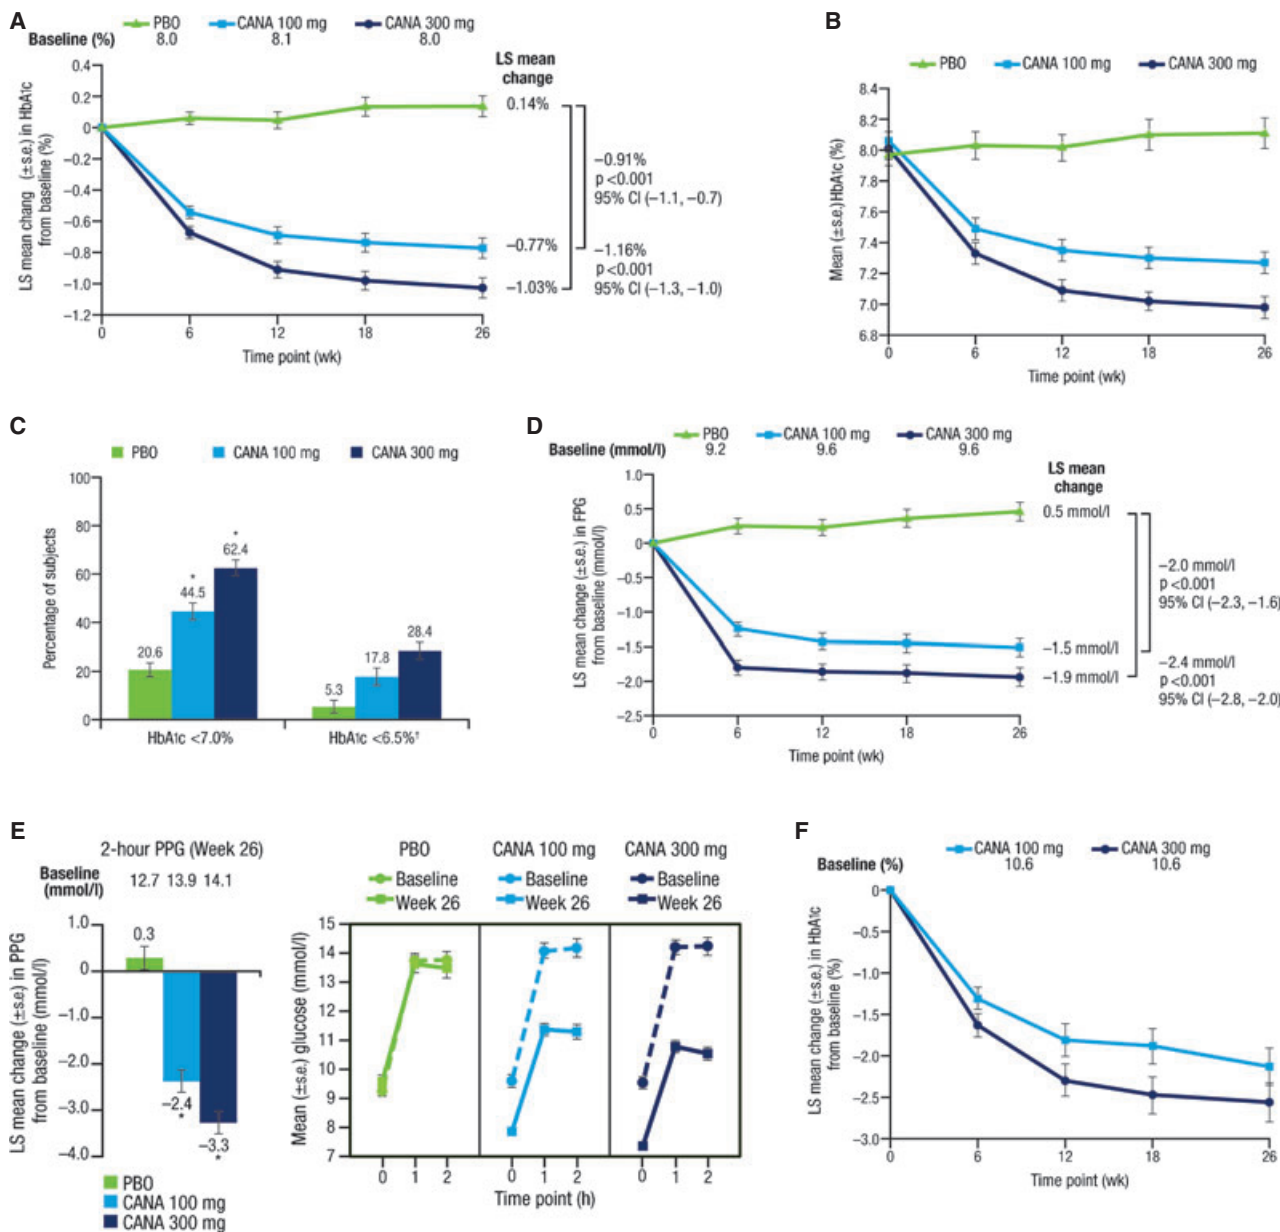 A
PBO CANA 100 mg CANA 300 mg
Baseline (%) 8.0 8.1 8.0
LS mean
change
LS mean chang (±s.e.) in HbA1c
from baseline (%)
0.4
0.2
0
−0.2
−0.4
−0.6
−0.8
−1.0
−1.2
0 6 12 18 26
Time point (wk)
0.14%
−0.77%
−1.03%
−0.91%
p <0.001
95% CI (−1.1, −0.7)
−1.16%
p <0.001
95% CI (−1.3, −1.0)
B
PBO CANA 100 mg CANA 300 mg
Mean (±s.e.) HbA1c (%)
8.4
8.2
8.0
7.8
7.6
7.4
7.2
7.0
6.8
0 6 12 18 26
Time point (wk)
C
PBO CANA 100 mg CANA 300 mg
Percentage of subjects
100
80
60
40
20
0
20.6
*
44.5
*
62.4
5.3
17.8
28.4
HbA1c <7.0% HbA1c <6.5%†
D
PBO CANA 100 mg CANA 300 mg
Baseline (mmol/l) 9.2 9.6 9.6
LS mean
change
LS mean change (±s.e.) in FPG
from baseline (mmol/l)
1.0
0.5
0
−0.5
−1.0
−1.5
−2.0
−2.5
0 6 12 18 26
Time point (wk)
0.5 mmol/l
−1.5 mmol/l
−1.9 mmol/l
−2.0 mmol/l
p <0.001
95% CI (−2.3, −1.6)
−2.4 mmol/l
p <0.001
95% CI (−2.8, −2.0)
E
2-hour PPG (Week 26)
Baseline
(mmol/l) 12.7 13.9 14.1
LS mean change (±s.e.) in PPG
from baseline (mmol/l)
1.0
0
−1.0
−2.0
−3.0
−4.0
0.3
−2.4
*
−3.3
*
PBO
CANA 100 mg
CANA 300 mg
PBO CANA 100 mg CANA 300 mg
Baseline Baseline Baseline
Week 26 Week 26 Week 26
Mean (±s.e.) glucose (mmol/l)
15
14
13
12
11
10
9
8
7
0 1 2 0 1 2 0 1 2
Time point (h)
F
CANA 100 mg CANA 300 mg
Baseline (%) 10.6 10.6
LS mean change (±s.e.) in HbA1c
from baseline (%)
0
−0.5
−1.0
−1.5
−2.0
−2.5
−3.0
0 6 12 18 26
Time point (wk)